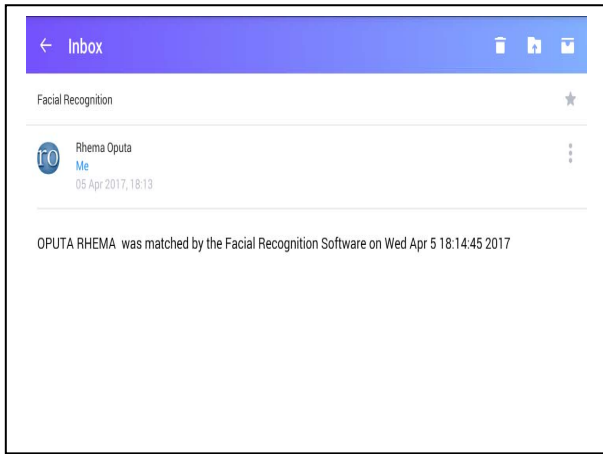 Inbox
Facial Recognition
ro
Rhema Oputa
Me
05 Apr 2017, 18:13
OPUTA RHEMA was matched by the Facial Recognition Software on Wed Apr 5 18:14:45 2017